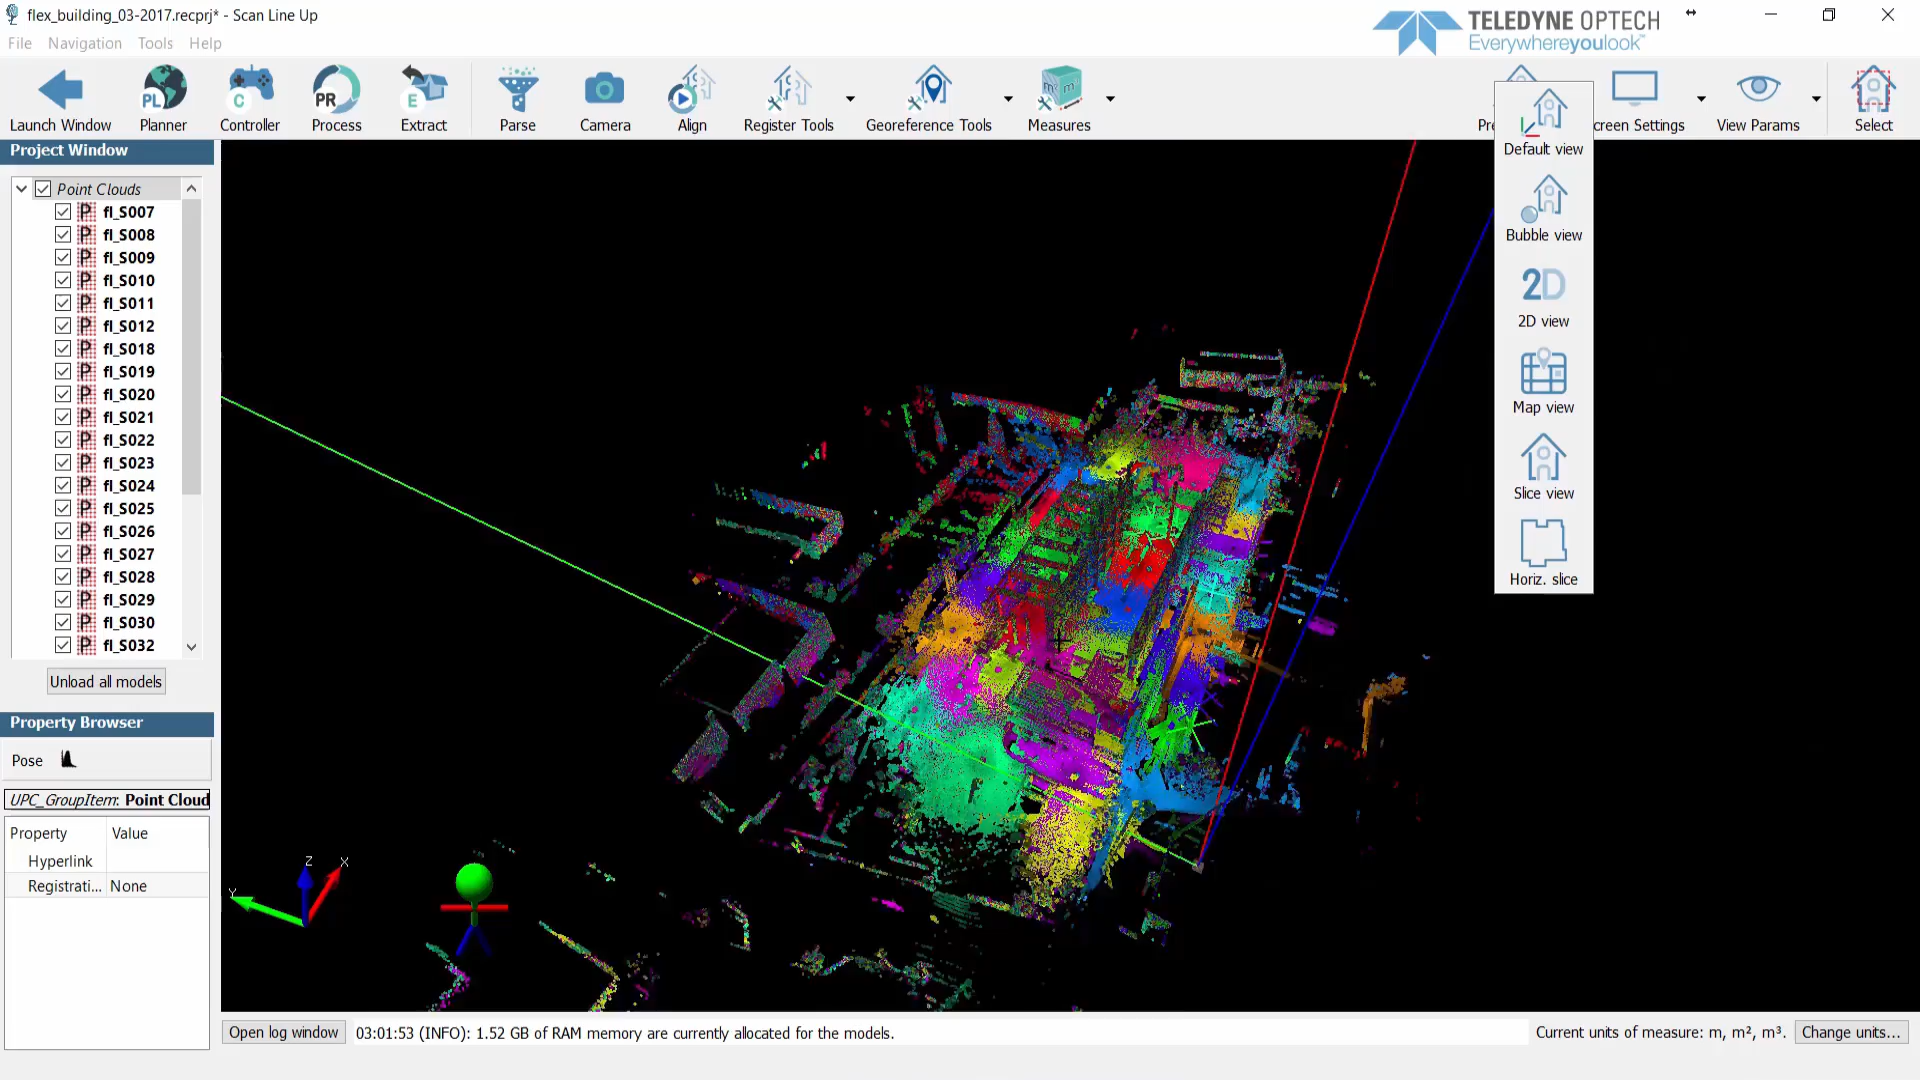 flex_building_03-2017.recprj* - Scan Line Up
TELEDYNE OPTECH
Everywhereyoulook™
File Navigation Tools Help
PL
C
PR
E
m³
Launch Window Planner Controller Process Extract Parse Camera Align Register Tools Georeference Tools Measures
View Params Select
Default view
Bubble view
2D
2D view
Map view
Slice view
Horiz. slice
Project Window
Point Clouds
P fl_S007
P fl_S008
P fl_S009
P fl_S010
P fl_S011
P fl_S012
P fl_S018
P fl_S019
P fl_S020
P fl_S021
P fl_S022
P fl_S023
P fl_S024
P fl_S025
P fl_S026
P fl_S027
P fl_S028
P fl_S029
P fl_S030
P fl_S032
Unload all models
Property Browser
Pose
UPC_GroupItem: Point Cloud
Property Value
Hyperlink
Registrati... None
Z X
Y
Open log window 03:01:53 (INFO): 1.52 GB of RAM memory are currently allocated for the models. Current units of measure: m, m², m³. Change units...